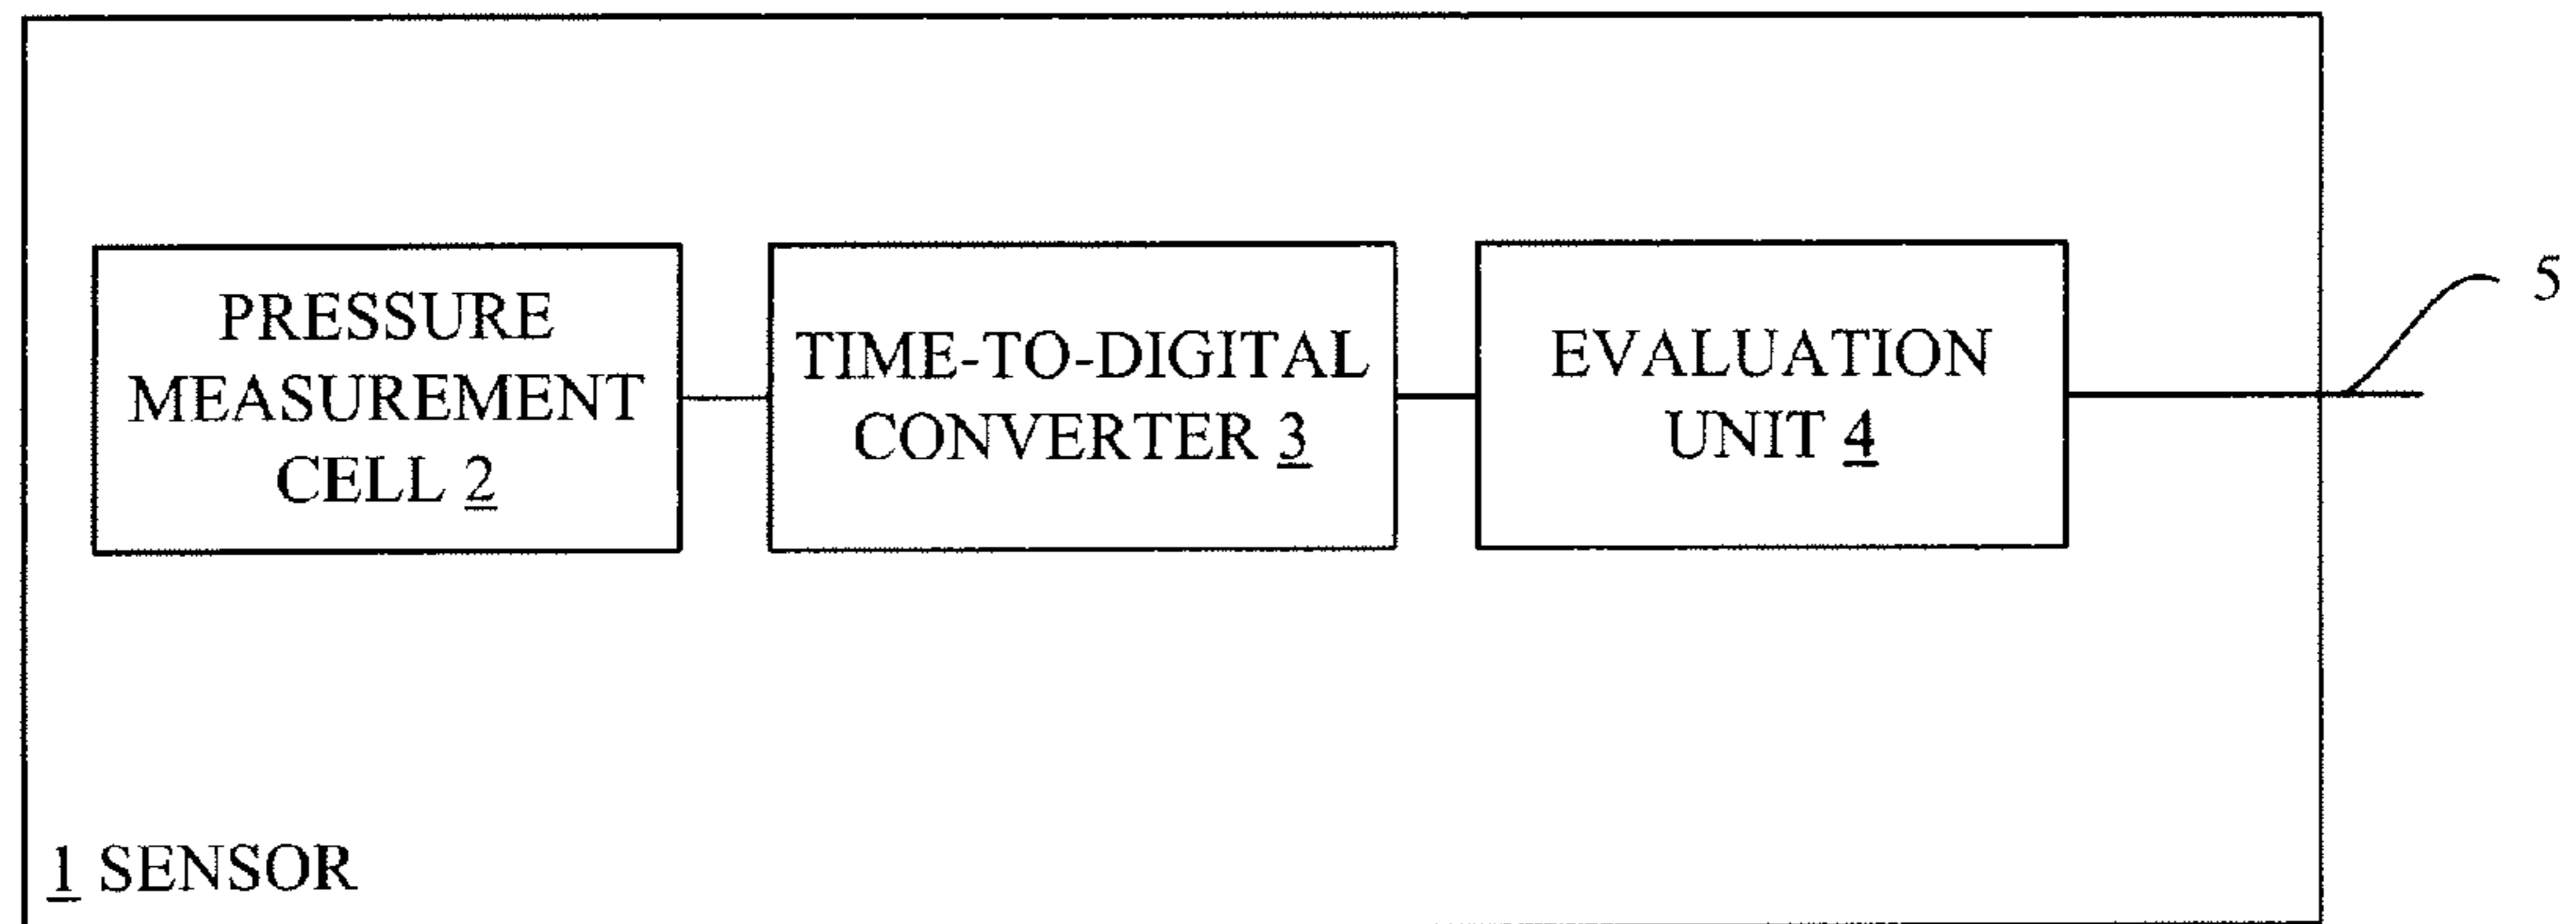 PRESSURE
MEASUREMENT
CELL 2
TIME-TO-DIGITAL
CONVERTER 3
EVALUATION
UNIT 4
5
1 SENSOR